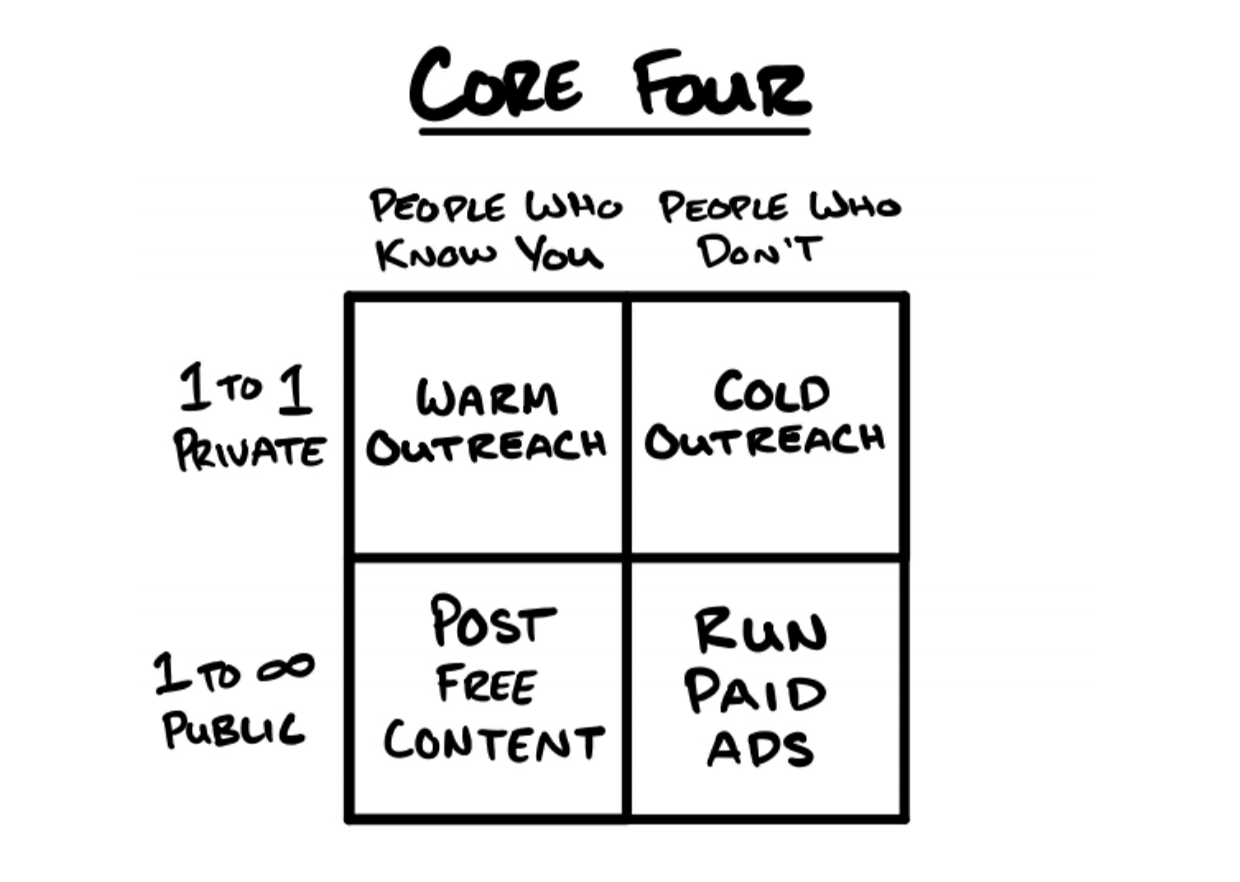 CORE FOUR
PEOPLE WHO
KNOW YOU
PEOPLE WHO
DON'T
1 TO 1
PRIVATE
WARM
OUTREACH
COLD
OUTREACH
1 TO ∞
PUBLIC
POST
FREE
CONTENT
RUN
PAID
ADS